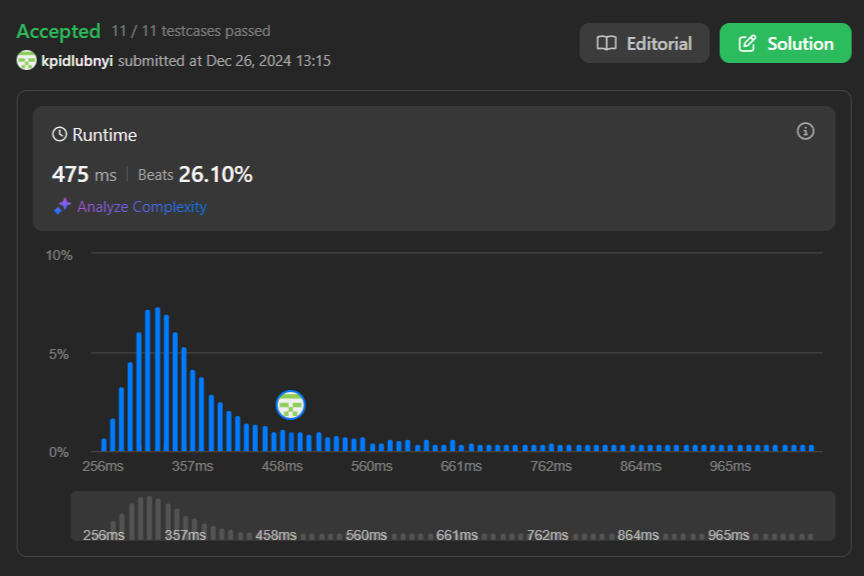 Accepted 11 / 11 testcases passed
kpidlubnyi submitted at Dec 26, 2024 13:15
Editorial
Solution
Runtime
475 ms | Beats 26.10%
Analyze Complexity
10%
5%
0%
256ms 357ms 458ms 560ms 661ms 762ms 864ms 965ms
256ms 357ms 458ms 560ms 661ms 762ms 864ms 965ms